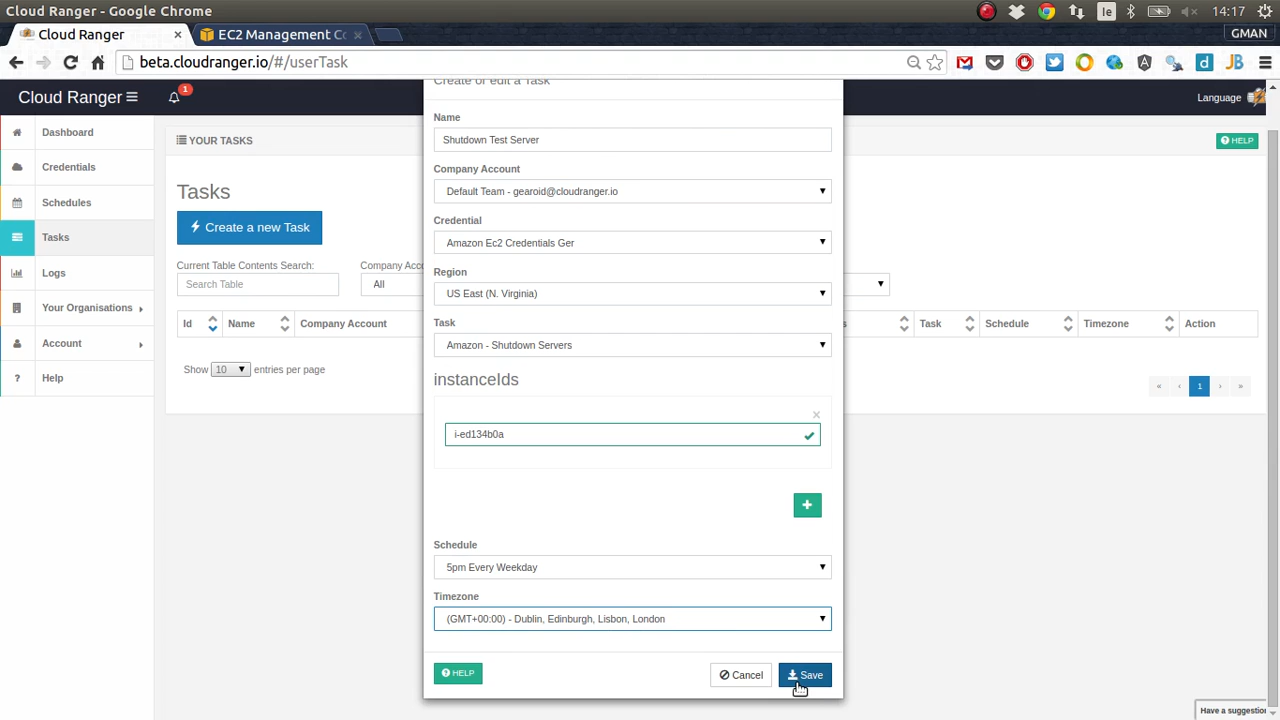 Cloud Ranger - Google Chrome
Ie
14:17
Cloud Ranger ×
EC2 Management Co ×
GMAN
beta.cloudranger.io/#/userTask
Cloud Ranger
1
Language
Dashboard
Credentials
Schedules
Tasks
Logs
Your Organisations
Account
? Help
YOUR TASKS
HELP
Tasks
Create a new Task
Current Table Contents Search:
Company Acco
Search Table
All
Id
Name
Company Account
s
Task
Schedule
Timezone
Action
Show 10 entries per page
« ‹ 1 › »
Create or edit a Task
Name
Shutdown Test Server
Company Account
Default Team - gearoid@cloudranger.io
Credential
Amazon Ec2 Credentials Ger
Region
US East (N. Virginia)
Task
Amazon - Shutdown Servers
instanceIds
×
i-ed134b0a
+
Schedule
5pm Every Weekday
Timezone
(GMT+00:00) - Dublin, Edinburgh, Lisbon, London
HELP
Cancel
Save
Have a suggestion